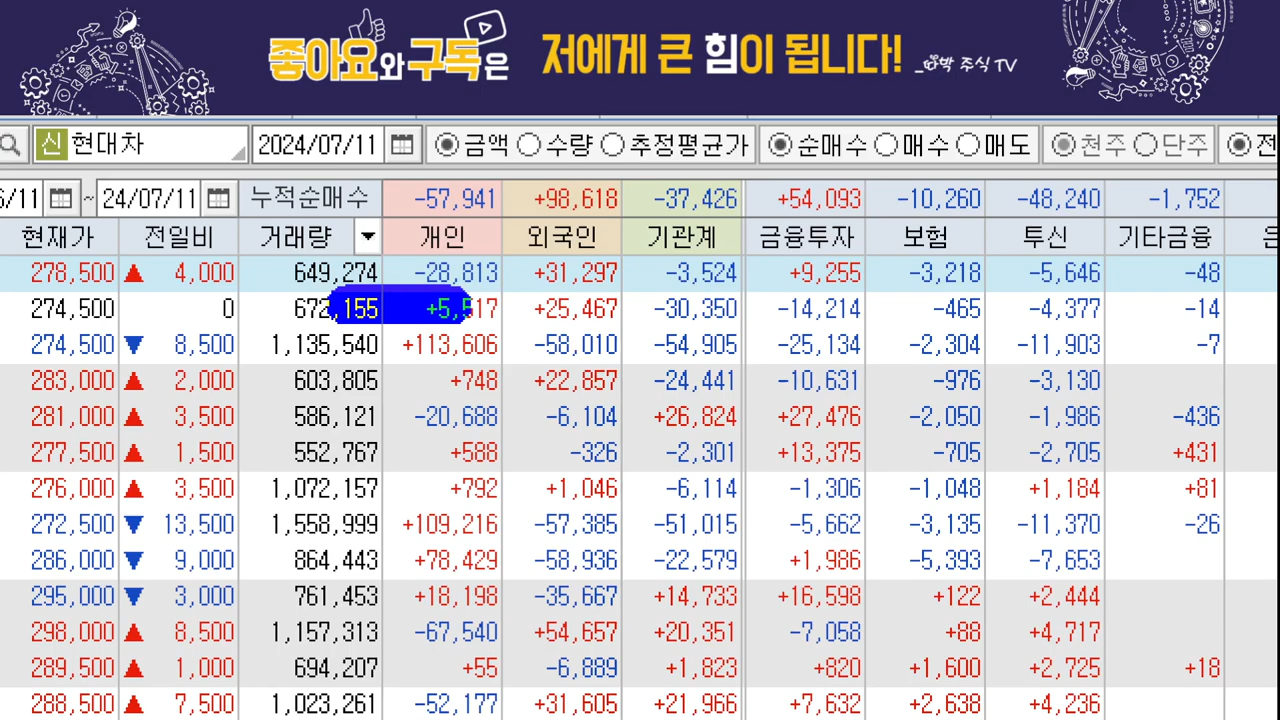 좋아요와구독은 저에게 큰 힘이 됩니다!
신 현대차 2024/07/11 금액 수량 추정평균가 순매수 매수 매도 천주 단주 전
/11 ~ 24/07/11 누적순매수 -57,941 +98,618 -37,426 +54,093 -10,260 -48,240 -1,752
현재가 전일비 거래량 개인 외국인 기관계 금융투자 보험 투신 기타금융 은
278,500 ▲ 4,000 649,274 -28,813 +31,297 -3,524 +9,255 -3,218 -5,646 -48
274,500 0 672,155 +5,517 +25,467 -30,350 -14,214 -465 -4,377 -14
274,500 ▼ 8,500 1,135,540 +113,606 -58,010 -54,905 -25,134 -2,304 -11,903 -7
283,000 ▲ 2,000 603,805 +748 +22,857 -24,441 -10,631 -976 -3,130
281,000 ▲ 3,500 586,121 -20,688 -6,104 +26,824 +27,476 -2,050 -1,986 -436
277,500 ▲ 1,500 552,767 +588 -326 -2,301 +13,375 -705 -2,705 +431
276,000 ▲ 3,500 1,072,157 +792 +1,046 -6,114 -1,306 -1,048 +1,184 +81
272,500 ▼ 13,500 1,558,999 +109,216 -57,385 -51,015 -5,662 -3,135 -11,370 -26
286,000 ▼ 9,000 864,443 +78,429 -58,936 -22,579 +1,986 -5,393 -7,653
295,000 ▼ 3,000 761,453 +18,198 -35,667 +14,733 +16,598 +122 +2,444
298,000 ▲ 8,500 1,157,313 -67,540 +54,657 +20,351 -7,058 +88 +4,717
289,500 ▲ 1,000 694,207 +55 -6,889 +1,823 +820 +1,600 +2,725 +18
288,500 ▲ 7,500 1,023,261 -52,177 +31,605 +21,966 +7,632 +2,638 +4,236